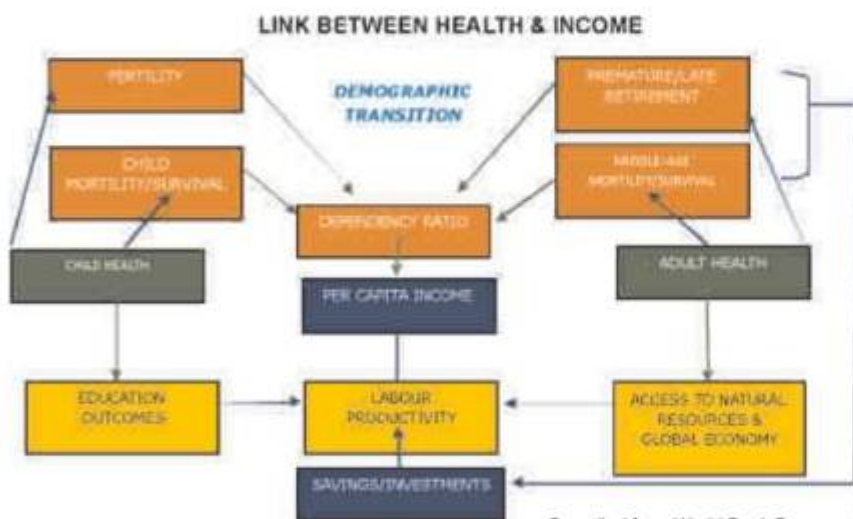 LINK BETWEEN HEALTH & INCOME
FERTILITY
DEMOGRAPHIC
TRANSITION
PREMATURE/LATE
RETIREMENT
CHILD
MORTILITY/SURVIVAL
MIDDLE-AGE
MORTILITY/SURVIVAL
DEPENDENCY RATIO
CHILD HEALTH
ADULT HEALTH
PER CAPITA INCOME
EDUCATION
OUTCOMES
LABOUR
PRODUCTIVITY
ACCESS TO NATURAL
RESOURCES &
GLOBAL ECONOMY
SAVINGS/INVESTMENTS